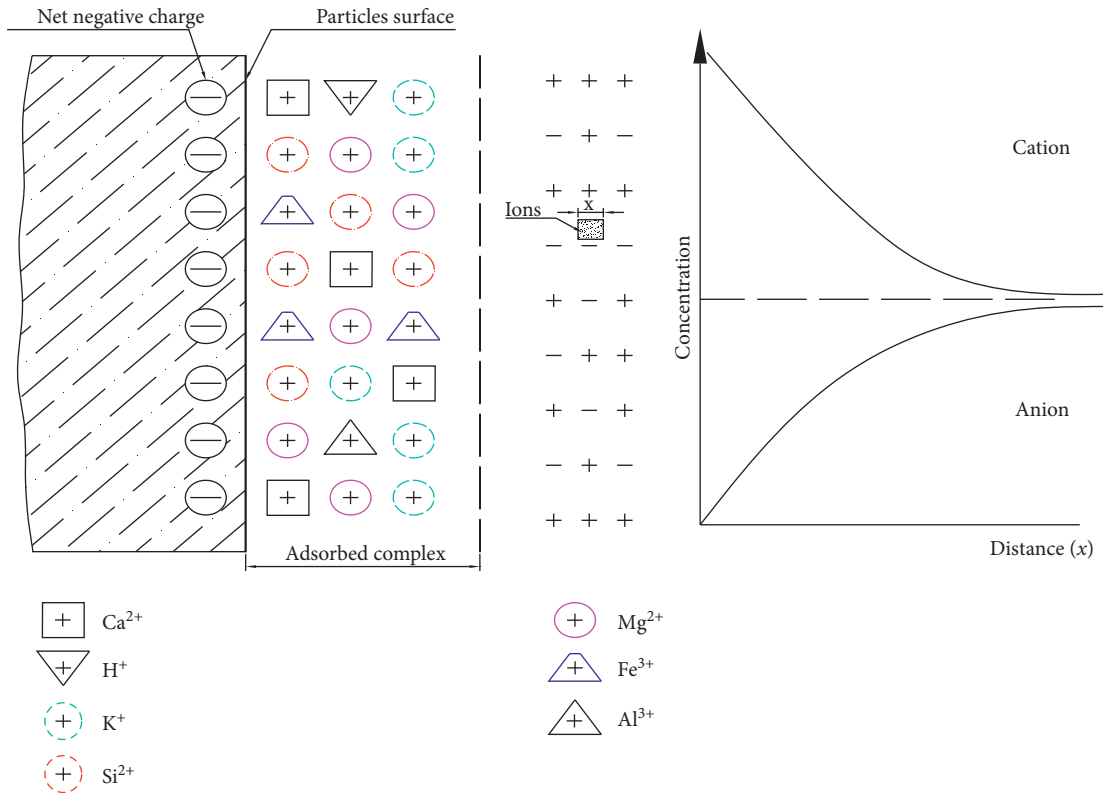 Net negative charge
Particles surface
Ions
x
Adsorbed complex
Concentration
Cation
Anion
Distance (x)
Ca²⁺
H⁺
K⁺
Si²⁺
Mg²⁺
Fe³⁺
Al³⁺